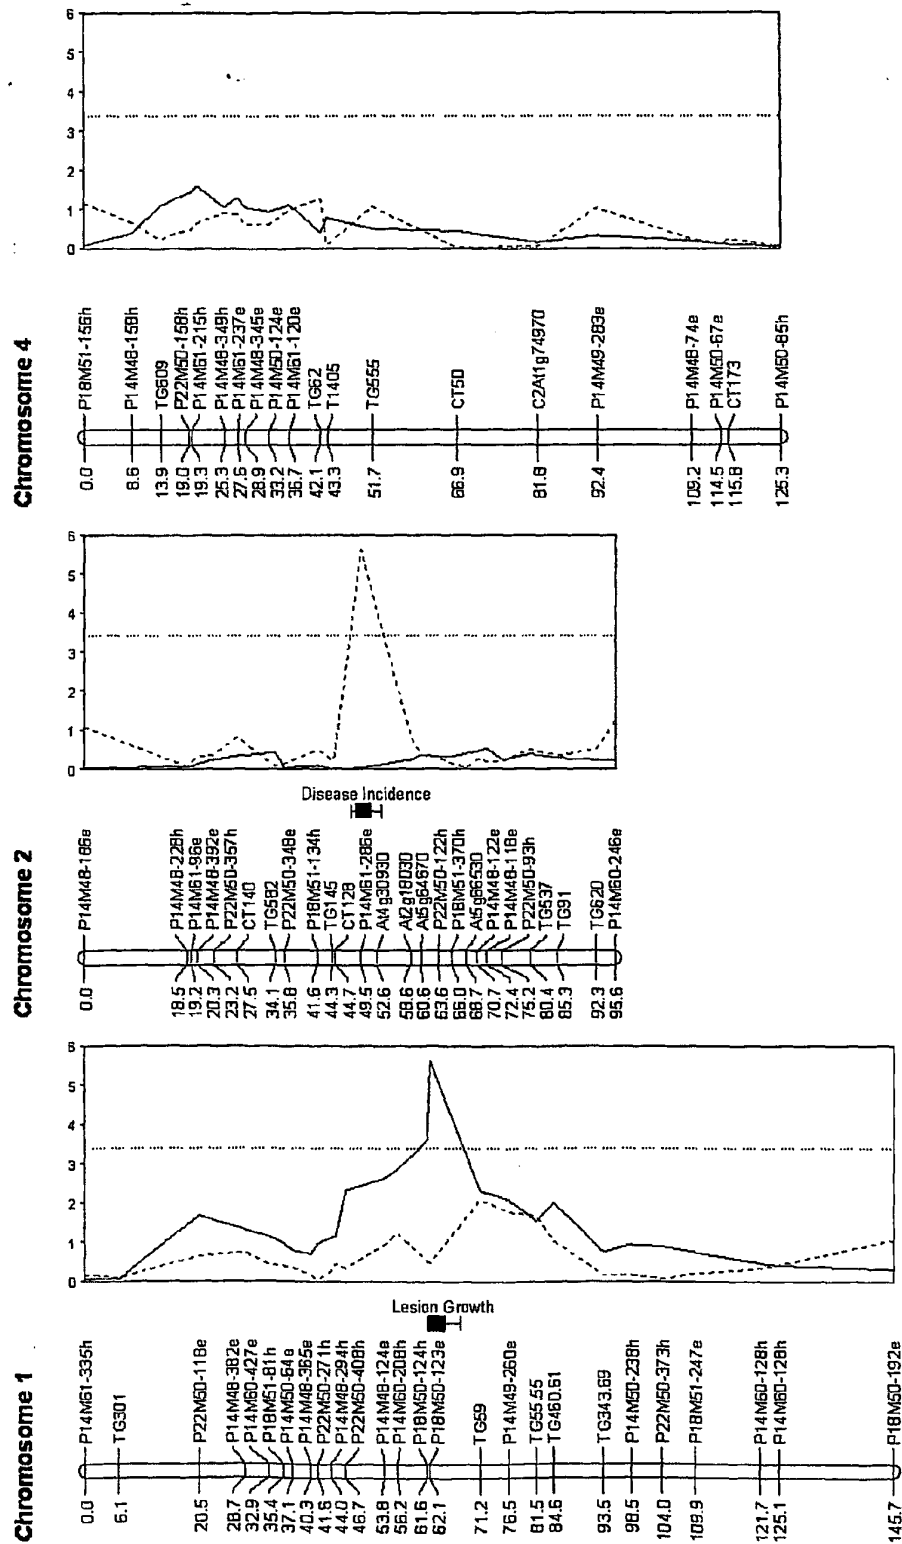 Chromosome 1
0.0 P14M61-335h
6.1 TG301
20.5 P22M60-118e
28.7 P14M48-382e
32.9 P14M60-427e
35.4 P18M51-81h
37.1 P14M50-64e
40.3 P14M48-365e
41.6 P22M50-271h
44.0 P14M48-294h
46.7 P22M50-408h
53.8 P14M48-124e
56.2 P14M60-208h
61.6 P18M50-124h
62.1 P18M50-123e
71.2 TG59
76.5 P14M49-260e
81.5 TG55.55
84.6 TG460.61
93.5 TG343.69
98.5 P14M50-238h
104.0 P22M50-373h
109.9 P18M51-247e
121.7 P14M60-128h
125.1 P14M60-128h
145.7 P18M50-192e
Lesion Growth
6
5
4
3
2
1
0
Chromosome 2
0.0 P14M48-166e
18.5 P14M48-228h
19.2 P14M61-96e
20.3 P14M48-392e
23.2 P22M50-357h
27.5 CT140
34.1 TG582
35.8 P22M50-348e
41.6 P18M51-134h
44.3 TG145
44.7 CT128
49.5 P14M61-286e
52.6 At4g30930
58.6 At2g18030
60.6 At5g64670
63.6 P22M50-122h
66.0 P18M51-370h
68.7 At5g66530
70.7 P14M48-122e
72.4 P14M48-118e
75.2 P22M50-93h
80.4 TG537
85.3 TG91
92.3 TG620
95.6 P14M60-246e
Disease Incidence
6
5
4
3
2
1
0
Chromosome 4
0.0 P18M51-156h
8.6 P14M48-158h
13.9 TG609
19.0 P22M50-158h
19.3 P14M61-215h
25.3 P14M48-349h
27.6 P14M61-237e
28.9 P14M48-345e
33.2 P14M50-124e
36.7 P14M61-120e
42.1 TG62
43.3 T1405
51.7 TG555
66.9 CT50
81.8 C2At1g74970
92.4 P14M49-283e
109.2 P14M48-74e
114.5 P14M50-67e
115.8 CT173
125.3 P14M50-85h
6
5
4
3
2
1
0